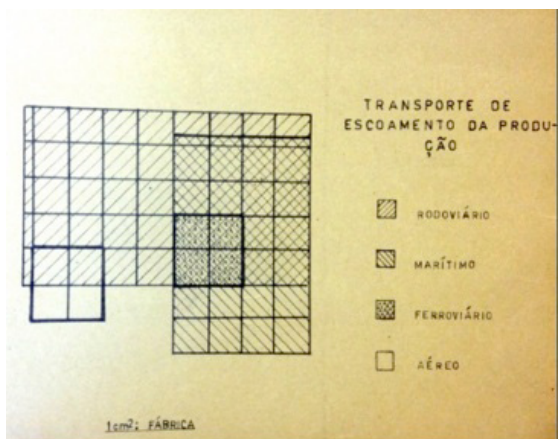 TRANSPORTE DE
ESCOAMENTO DA PRODU-
ÇÃO
RODOVIÁRIO
MARÍTIMO
FERROVIÁRIO
AÉREO
1cm²: FÁBRICA